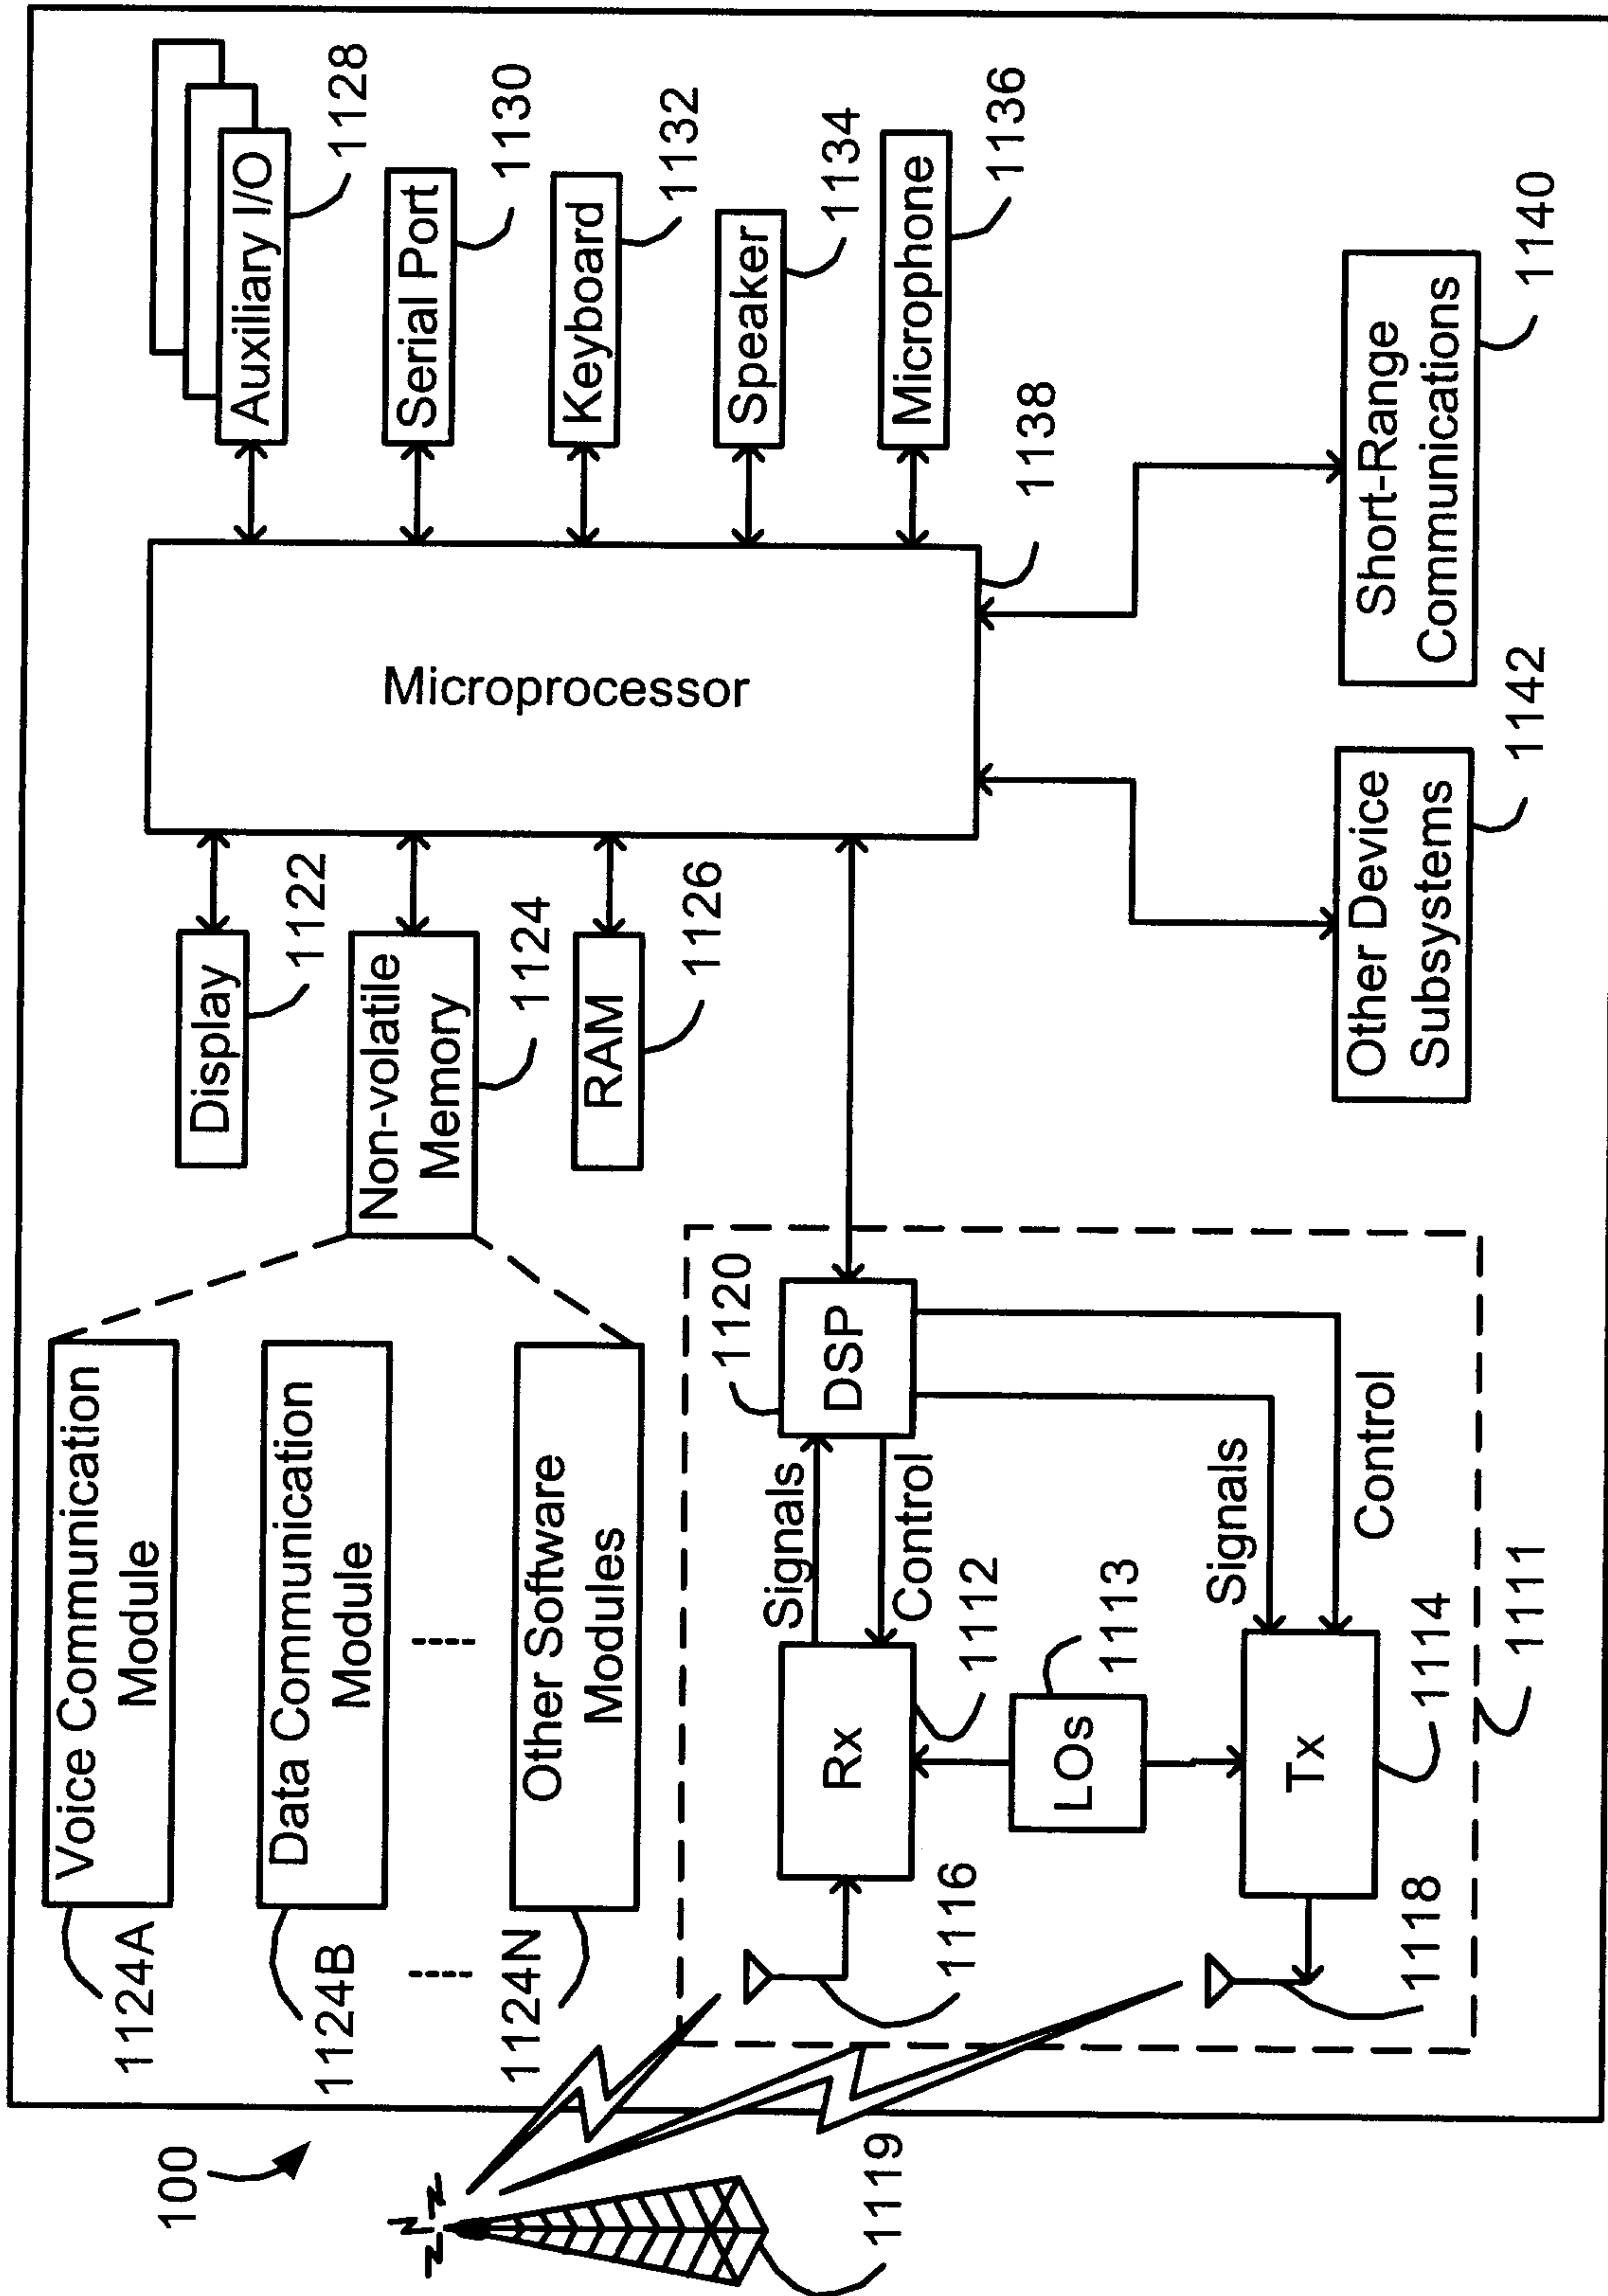 100
1119
Voice Communication
Module
1124A
Data Communication
Module
1124B
Other Software
Modules
1124N
Display
1122
Non-volatile
Memory
1124
RAM
1126
Microprocessor
1138
Auxiliary I/O
1128
Serial Port
1130
Keyboard
1132
Speaker
1134
Microphone
1136
Short-Range
Communications
1140
Other Device
Subsystems
1142
1120
DSP
Signals
Control
Rx
1112
LOs
1113
Signals
Control
Tx
1114
1116
1118
1111